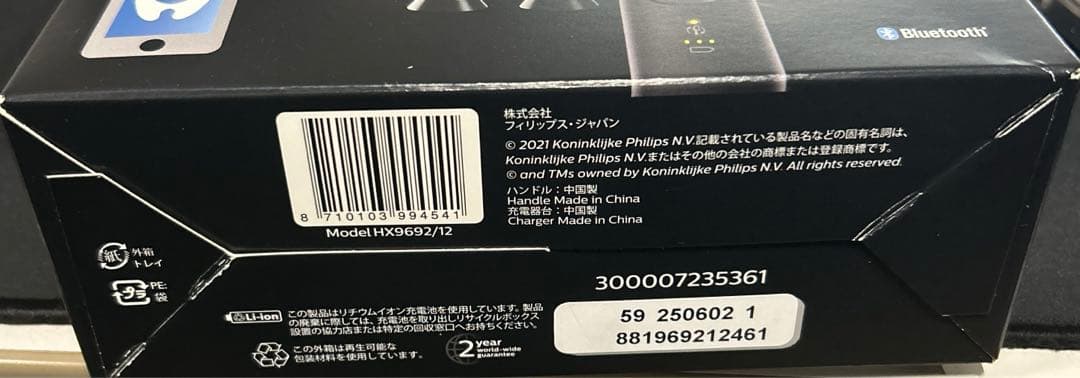 Bluetooth®
株式会社
フィリップス・ジャパン
© 2021 Koninklijke Philips N.V.記載されている製品名などの固有名詞は、
Koninklijke Philips N.V.またはその他の会社の商標または登録商標です。
© and TMs owned by Koninklijke Philips N.V. All rights reserved.
ハンドル：中国製
Handle Made in China
充電器台：中国製
Charger Made in China
8 710103 994541
Model HX9692/12
紙 外箱
トレイ
プラ PE:
袋
300007235361
59 250602 1
881969212461
Li-ion
この製品はリチウムイオン充電池を使用しています。製品
の廃棄に際しては、充電池を取り出しリサイクルボックス
設置の協力店または特定の回収窓口へお持ちください。
この外箱は再生可能な
包装材料を使用しています。
2 year
world-wide
guarantee